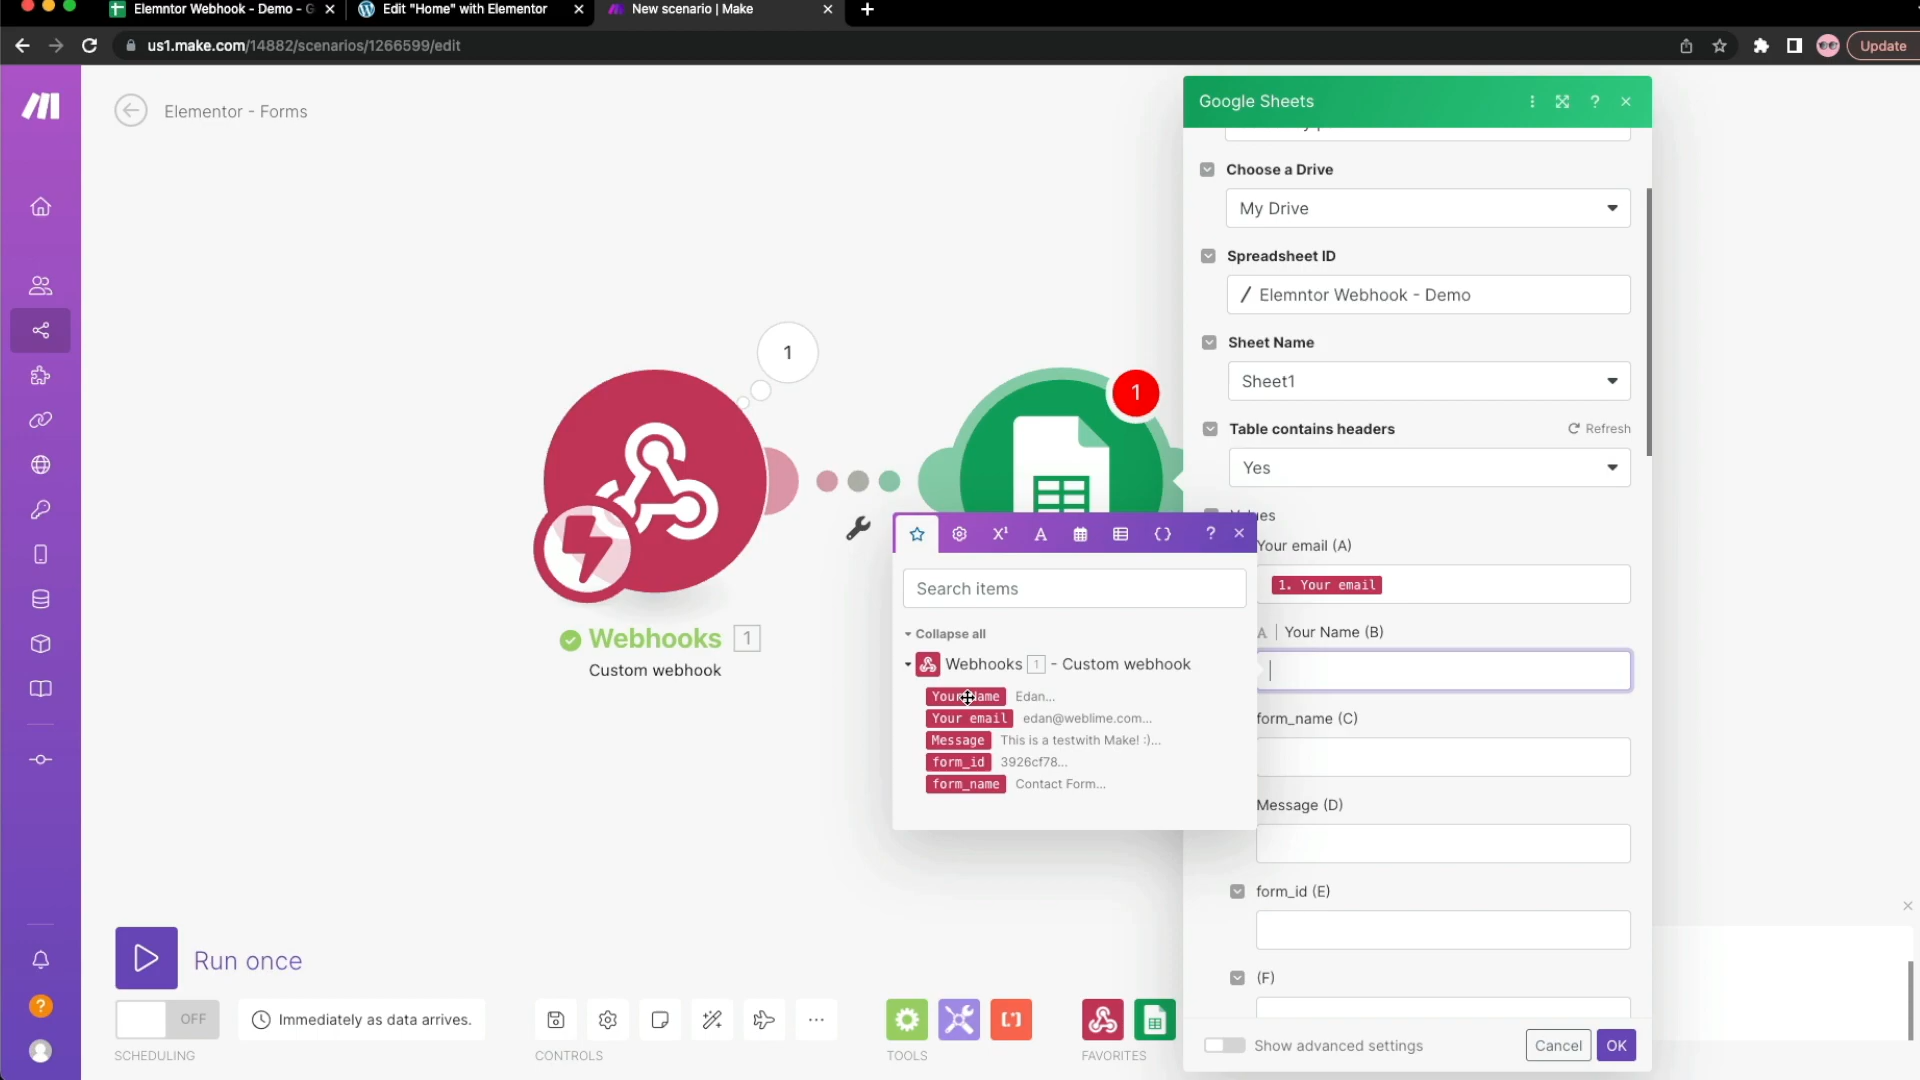 Elemntor Webhook - Demo - G
Edit "Home" with Elementor
New scenario | Make
us1.make.com/14882/scenarios/1266599/edit
Update
Elementor - Forms
Google Sheets
?
Choose a Drive
My Drive
Spreadsheet ID
/ Elemntor Webhook - Demo
Sheet Name
Sheet1
Table contains headers
Refresh
Yes
1
1
Your email (A)
1. Your email
A
Your Name (B)
form_name (C)
Message (D)
form_id (E)
(F)
Webhooks 1
Custom webhook
X¹ A ?
Search items
Collapse all
Webhooks 1 - Custom webhook
Your Name Edan...
Your email edan@weblime.com...
Message This is a testwith Make! :)...
form_id 3926cf78...
form_name Contact Form...
Run once
OFF
Immediately as data arrives.
SCHEDULING
CONTROLS
TOOLS
FAVORITES
?
Show advanced settings
Cancel
OK